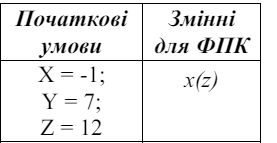 Початкові
умови
Змінні
для ФПК
X = -1;
Y = 7;
Z = 12
x(z)